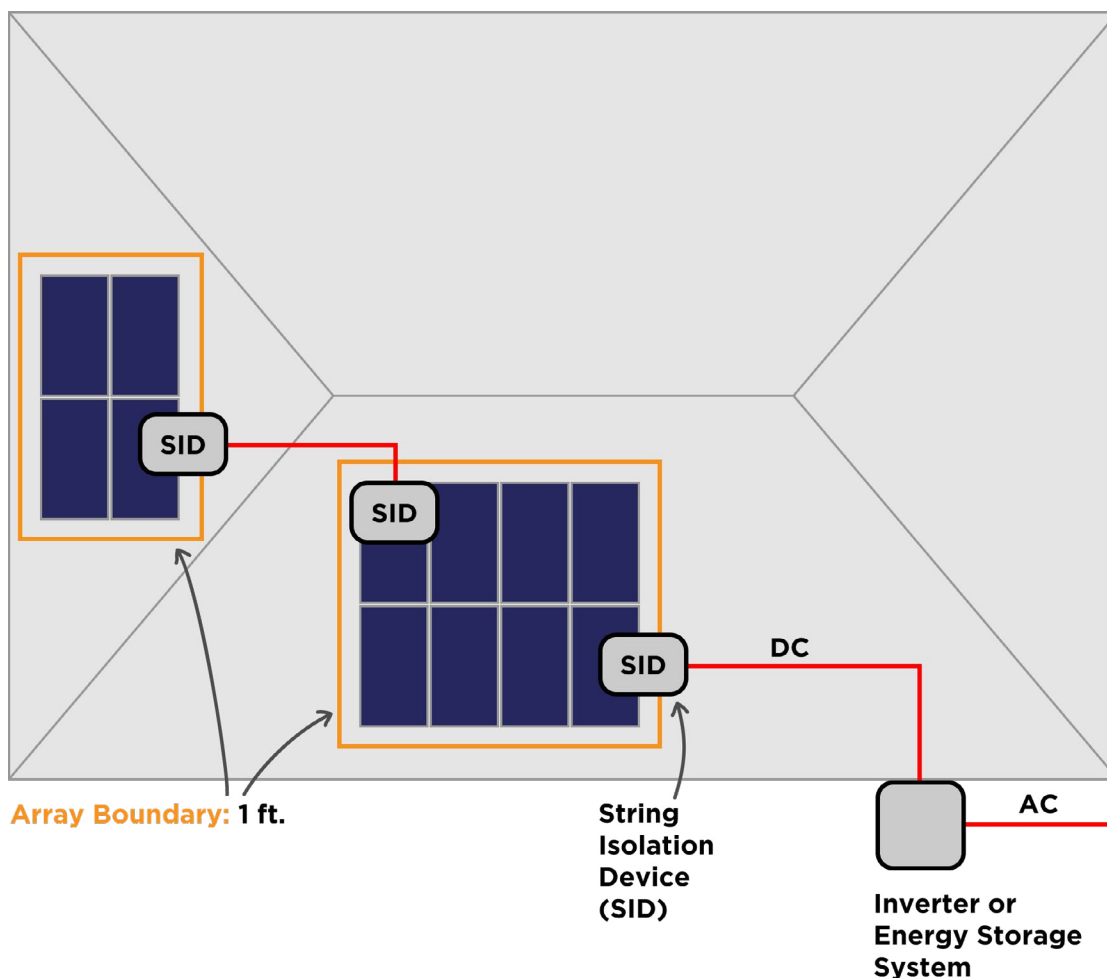 SID
SID
SID
DC
Array Boundary: 1 ft.
String
Isolation
Device
(SID)
AC
Inverter or
Energy Storage
System